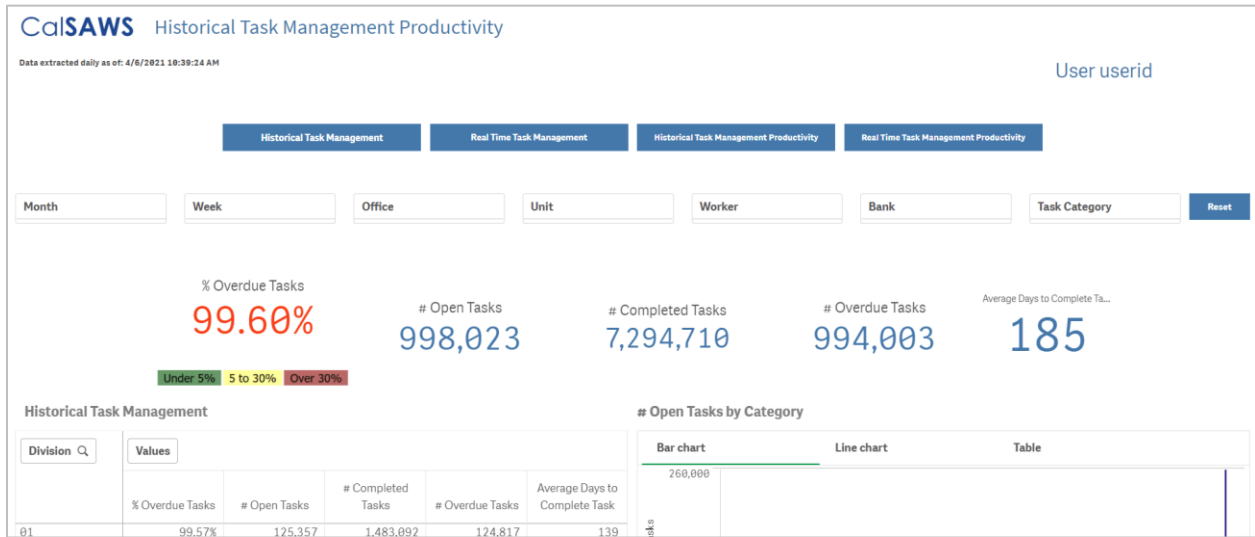 CalSAWS Historical Task Management Productivity
Data extracted daily as of: 4/6/2021 10:39:24 AM
User userid
Historical Task Management Real Time Task Management Historical Task Management Productivity Real Time Task Management Productivity
Month Week Office Unit Worker Bank Task Category Reset
% Overdue Tasks
99.60%
# Open Tasks
998,023
# Completed Tasks
7,294,710
# Overdue Tasks
994,003
Average Days to Complete Ta...
185
Under 5% 5 to 30% Over 30%
Historical Task Management
Division Values
% Overdue Tasks # Open Tasks # Completed Tasks # Overdue Tasks Average Days to Complete Task
01 99.57% 125,357 1,483,092 124,817 139
# Open Tasks by Category
Bar chart Line chart Table
260,000